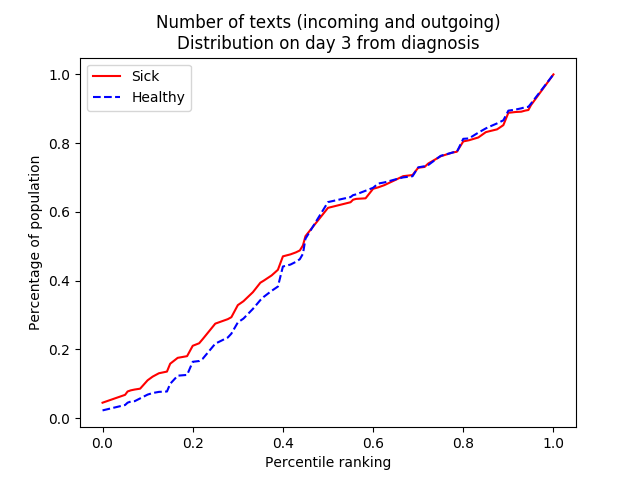 Number of texts (incoming and outgoing)
Distribution on day 3 from diagnosis
Sick
Healthy
Percentage of population
1.0
0.8
0.6
0.4
0.2
0.0
0.0 0.2 0.4 0.6 0.8 1.0
Percentile ranking